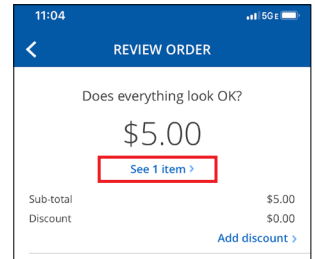 11:04
5G E
REVIEW ORDER
Does everything look OK?
$5.00
See 1 item >
Sub-total $5.00
Discount $0.00
Add discount >